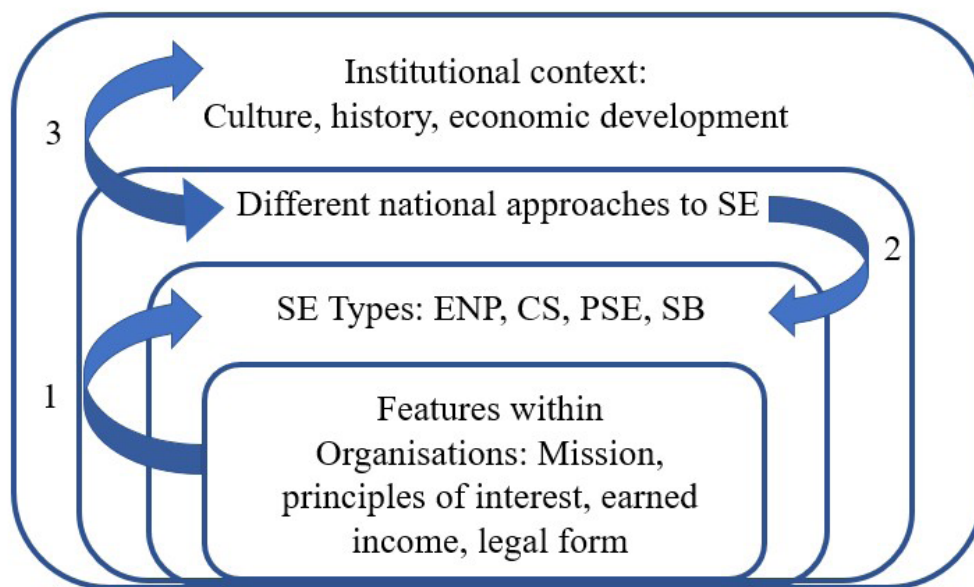 Institutional context:
Culture, history, economic development
3
Different national approaches to SE
2
SE Types: ENP, CS, PSE, SB
1
Features within
Organisations: Mission,
principles of interest, earned
income, legal form